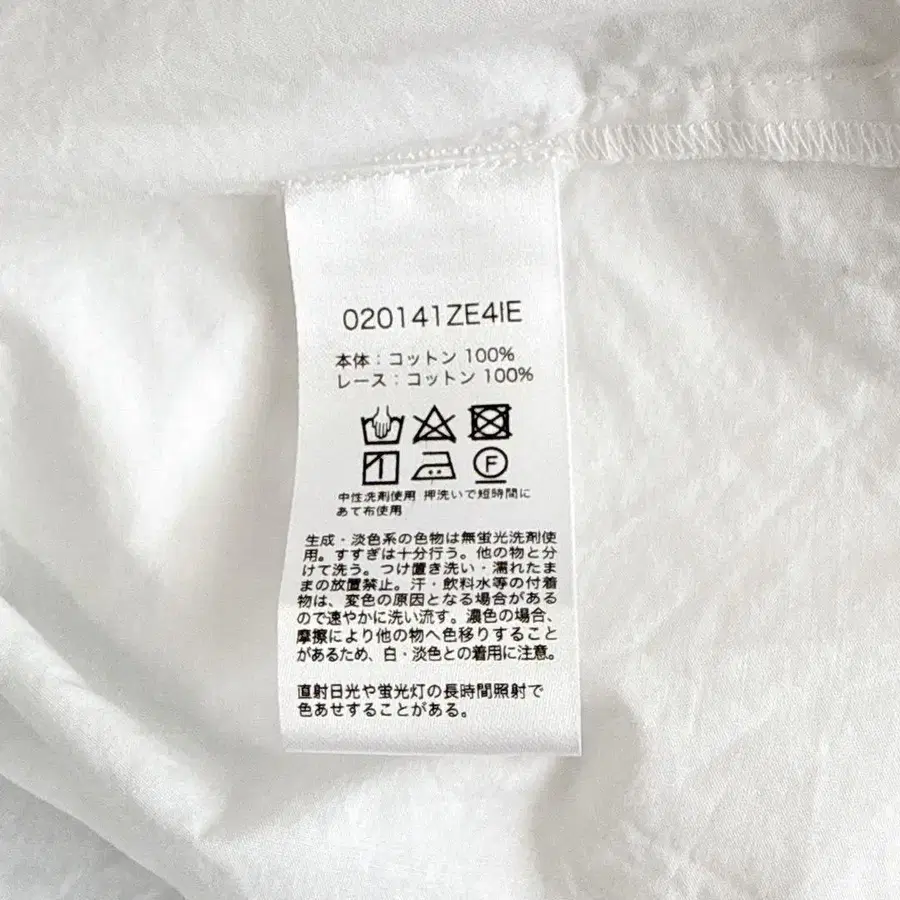 020141ZE4IE
本体：コットン 100%
レース：コットン 100%
F
中性洗剤使用 押洗いで短時間に
あて布使用
生成・淡色系の色物は無蛍光洗剤使
用。すすぎは十分行う。他の物と分
けて洗う。つけ置き洗い・濡れたま
まの放置禁止。汗・飲料水等の付着
物は、変色の原因となる場合がある
ので速やかに洗い流す。濃色の場合、
摩擦により他の物へ色移りすること
があるため、白・淡色との着用に注意。
直射日光や蛍光灯の長時間照射で
色あせすることがある。